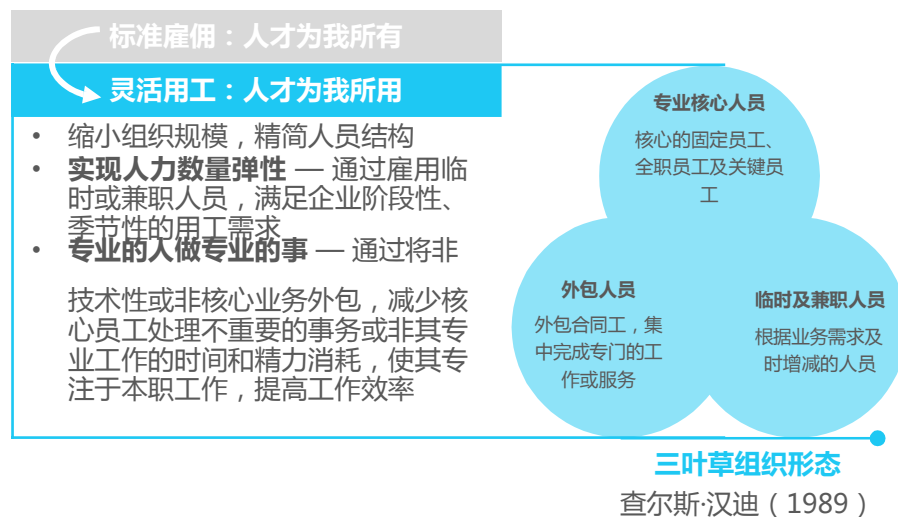 标准雇佣：人才为我所有
灵活用工：人才为我所用
• 缩小组织规模，精简人员结构
• 实现人力数量弹性 — 通过雇用临
时或兼职人员，满足企业阶段性、
季节性的用工需求
• 专业的人做专业的事 — 通过将非
技术性或非核心业务外包，减少核
心员工处理不重要的事务或非其专
业工作的时间和精力消耗，使其专
注于本职工作，提高工作效率
专业核心人员
核心的固定员工、
全职员工及关键员
工
外包人员
外包合同工，集
中完成专门的工
作或服务
临时及兼职人员
根据业务需求及
时增减的人员
三叶草组织形态
查尔斯·汉迪（1989）